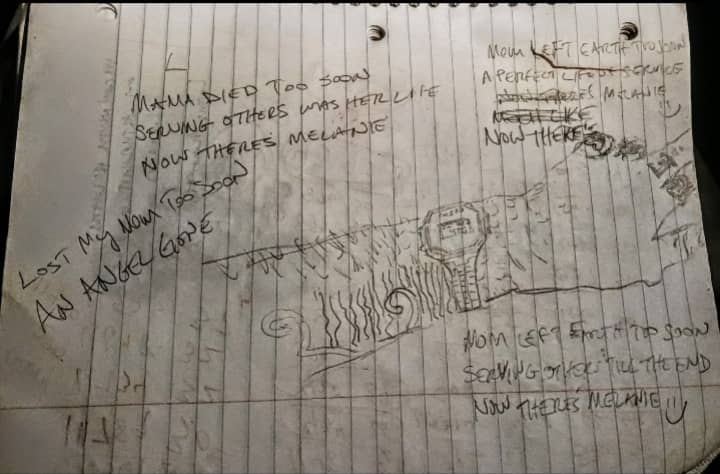 MAMA DIED TOO SOON
SERVING OTHERS WAS HER LIFE
NOW THERES MELANIE
MOM LEFT EARTH TOO SOON
A PERFECT LIFE OF SERVICE
NOW THERES MELANIE
LIKE
NOW THERE
LOST MY MOM TOO SOON
AN ANGEL GONE
MOM LEFT EARTH TOO SOON
SERVING OTHERS TILL THE END
NOW THERES MELANIE